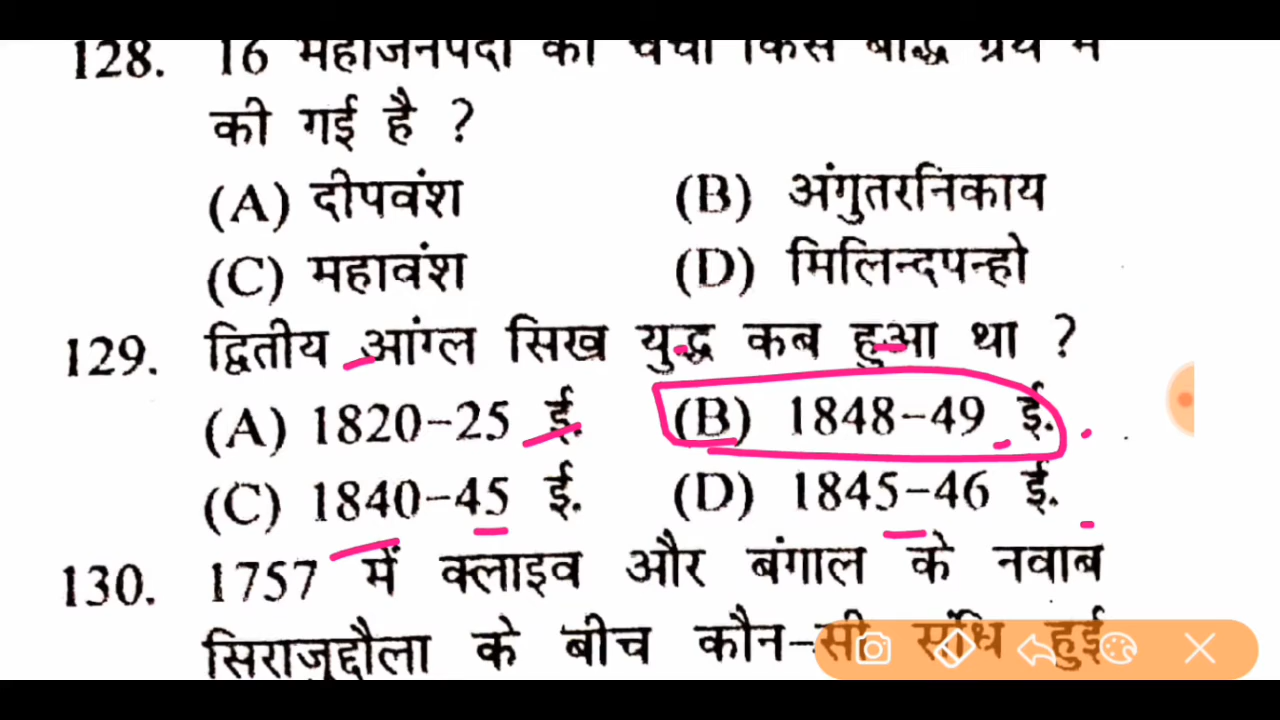 128. 16 महाजनपदों की चर्चा किस बौद्ध ग्रंथ में
की गई है ?
(A) दीपवंश (B) अंगुतरनिकाय
(C) महावंश (D) मिलिन्दपन्हो
129. द्वितीय आंग्ल सिख युद्ध कब हुआ था ?
(A) 1820-25 ई. (B) 1848-49 ई.
(C) 1840-45 ई. (D) 1845-46 ई.
130. 1757 में क्लाइव और बंगाल के नवाब
सिराजुद्दौला के बीच कौन-सी संधि हुई